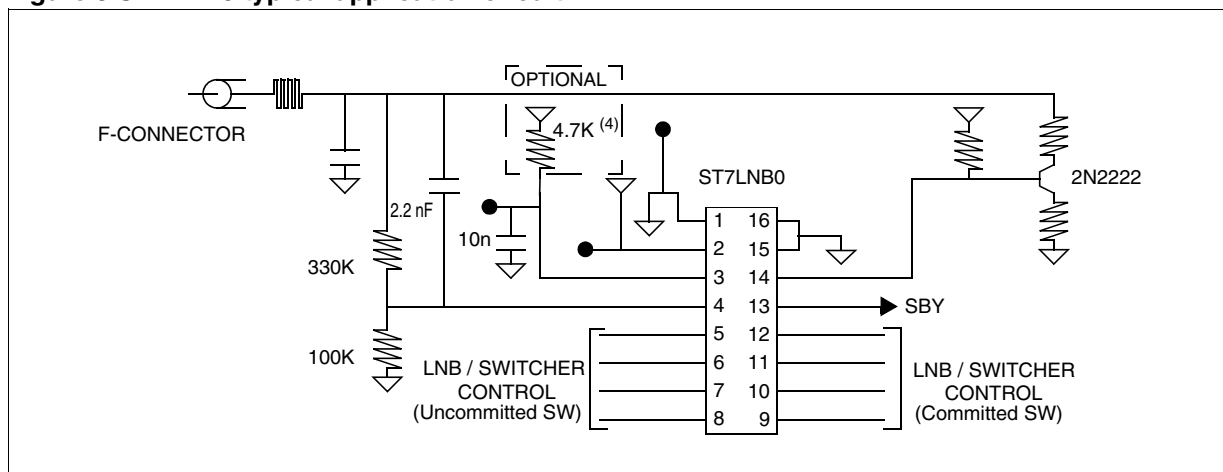 OPTIONAL
F-CONNECTOR
4.7K (4)
ST7LNB0
2N2222
2.2 nF
10n
330K
100K
1 16
2 15
3 14
4 13
SBY
5 12
6 11
7 10
8 9
LNB / SWITCHER
CONTROL
(Uncommitted SW)
LNB / SWITCHER
CONTROL
(Committed SW)